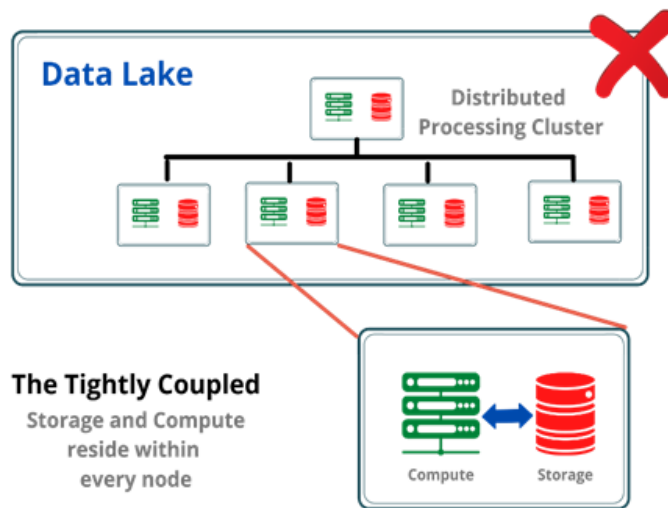 Data Lake
Distributed
Processing Cluster
The Tightly Coupled
Storage and Compute
reside within
every node
Compute
Storage